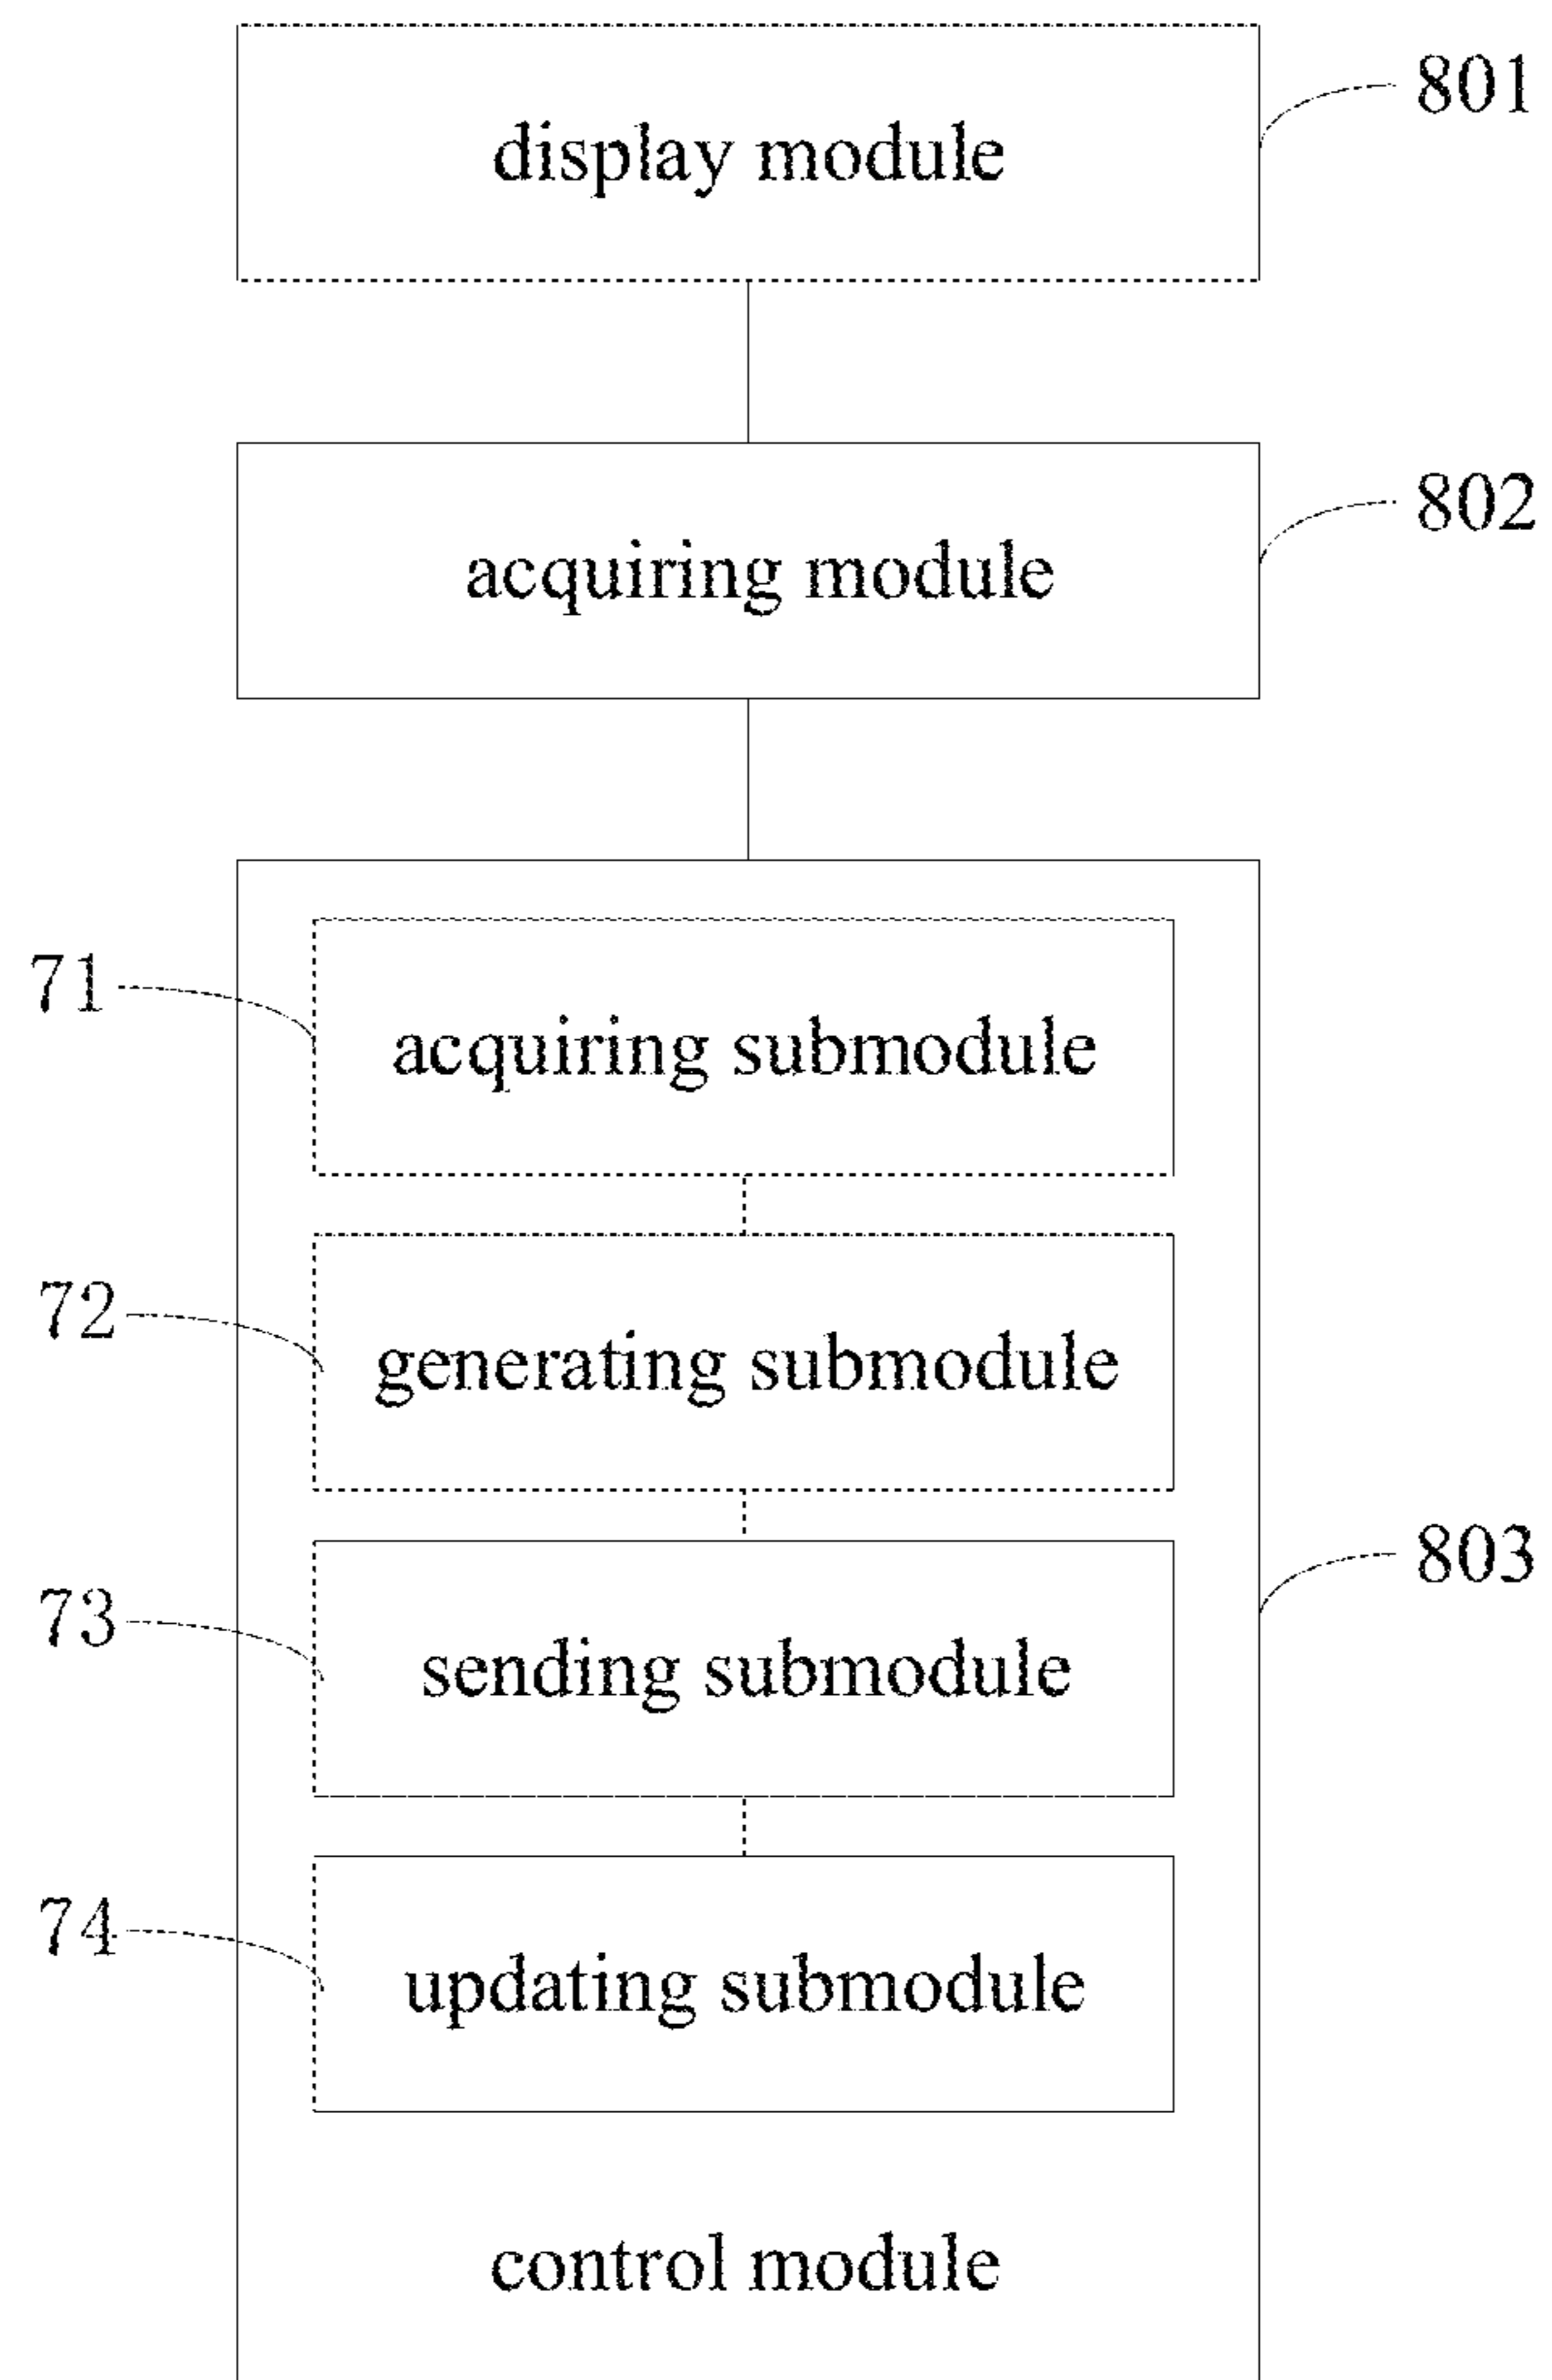 801
display module
802
acquiring module
71
acquiring submodule
72
generating submodule
803
73
sending submodule
74
updating submodule
control module